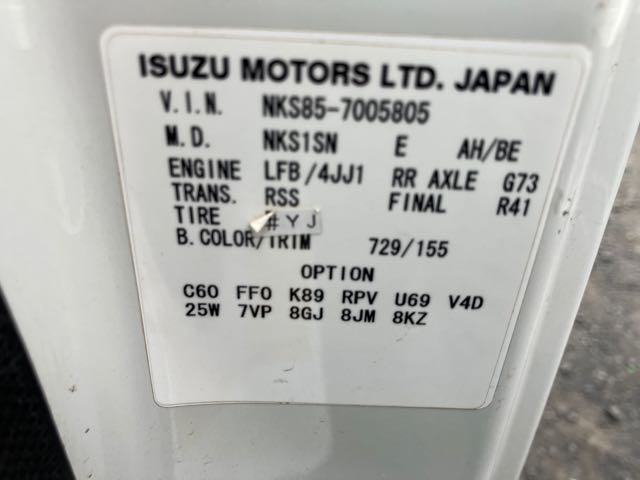 ISUZU MOTORS LTD. JAPAN
V.I.N. NKS85-7005805
M.D. NKS1SN E AH/BE
ENGINE LFB/4JJ1 RR AXLE G73
TRANS. RSS FINAL R41
TIRE #YJ
B.COLOR/TRIM 729/155
OPTION
C60 FF0 K89 RPV U69 V4D
25W 7VP 8GJ 8JM 8KZ